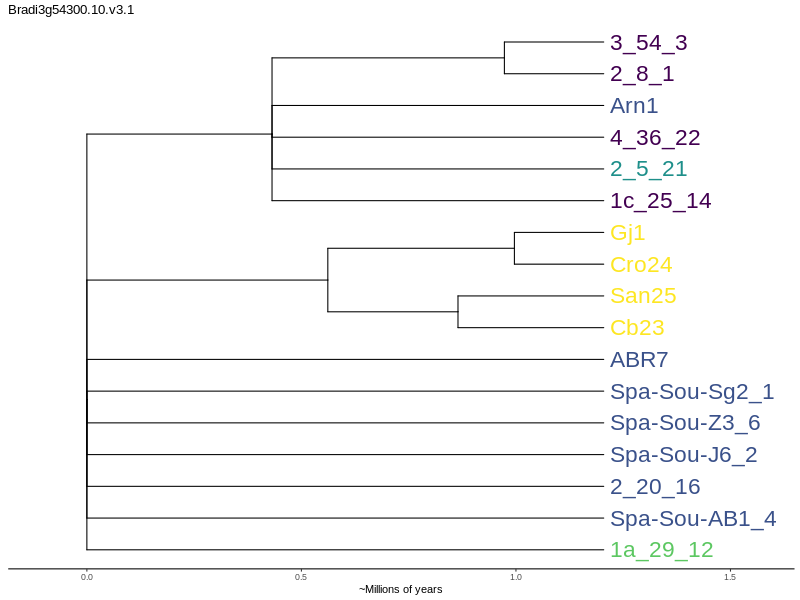 Bradi3g54300.10.v3.1
3_54_3
2_8_1
Arn1
4_36_22
2_5_21
1c_25_14
Gj1
Cro24
San25
Cb23
ABR7
Spa-Sou-Sg2_1
Spa-Sou-Z3_6
Spa-Sou-J6_2
2_20_16
Spa-Sou-AB1_4
1a_29_12
0.0 0.5 1.0 1.5
~Millions of years